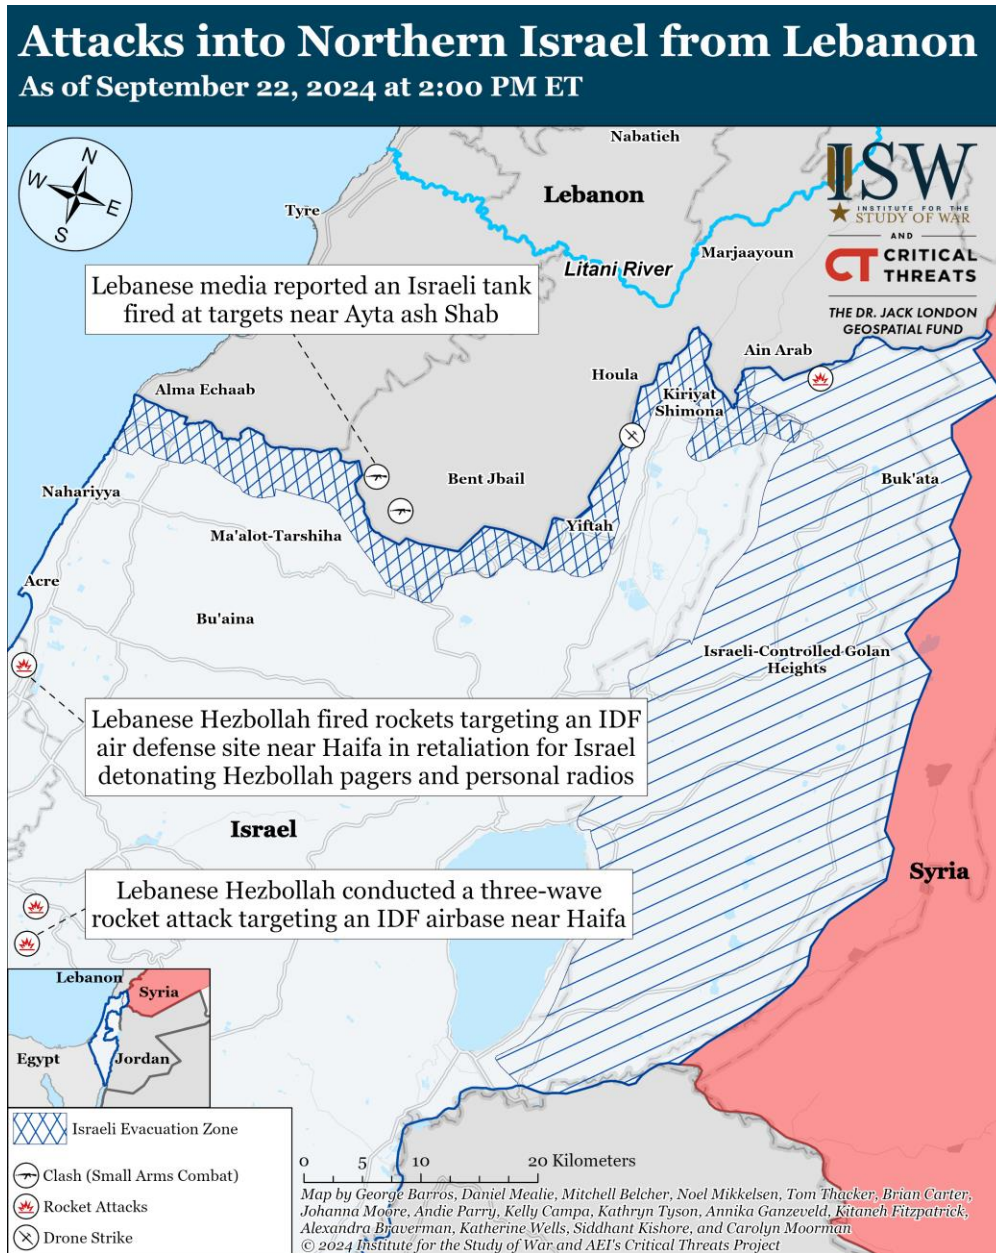 Attacks into Northern Israel from Lebanon
As of September 22, 2024 at 2:00 PM ET
N
W
E
S
Nabatieh
Lebanon
Tyre
Litani River
Marjaayoun
ISW
INSTITUTE FOR THE
STUDY OF WAR
AND
CT CRITICAL
THREATS
THE DR. JACK LONDON
GEOSPATIAL FUND
Lebanese media reported an Israeli tank
fired at targets near Ayta ash Shab
Ain Arab
Houla
Alma Echaab
Kiriyat
Shimona
Bent Jbail
Buk'ata
Nahariyya
Yiftah
Ma'alot-Tarshiha
Acre
Bu'aina
Israeli-Controlled Golan
Heights
Lebanese Hezbollah fired rockets targeting an IDF
air defense site near Haifa in retaliation for Israel
detonating Hezbollah pagers and personal radios
Israel
Syria
Lebanese Hezbollah conducted a three-wave
rocket attack targeting an IDF airbase near Haifa
Lebanon
Syria
Egypt
Jordan
Israeli Evacuation Zone
Clash (Small Arms Combat)
Rocket Attacks
Drone Strike
0 5 10 20 Kilometers
Map by George Barros, Daniel Mealie, Mitchell Belcher, Noel Mikkelsen, Tom Thacker, Brian Carter,
Johanna Moore, Andie Parry, Kelly Campa, Kathryn Tyson, Annika Ganzeveld, Kitaneh Fitzpatrick,
Alexandra Braverman, Katherine Wells, Siddhant Kishore, and Carolyn Moorman
© 2024 Institute for the Study of War and AEI's Critical Threats Project